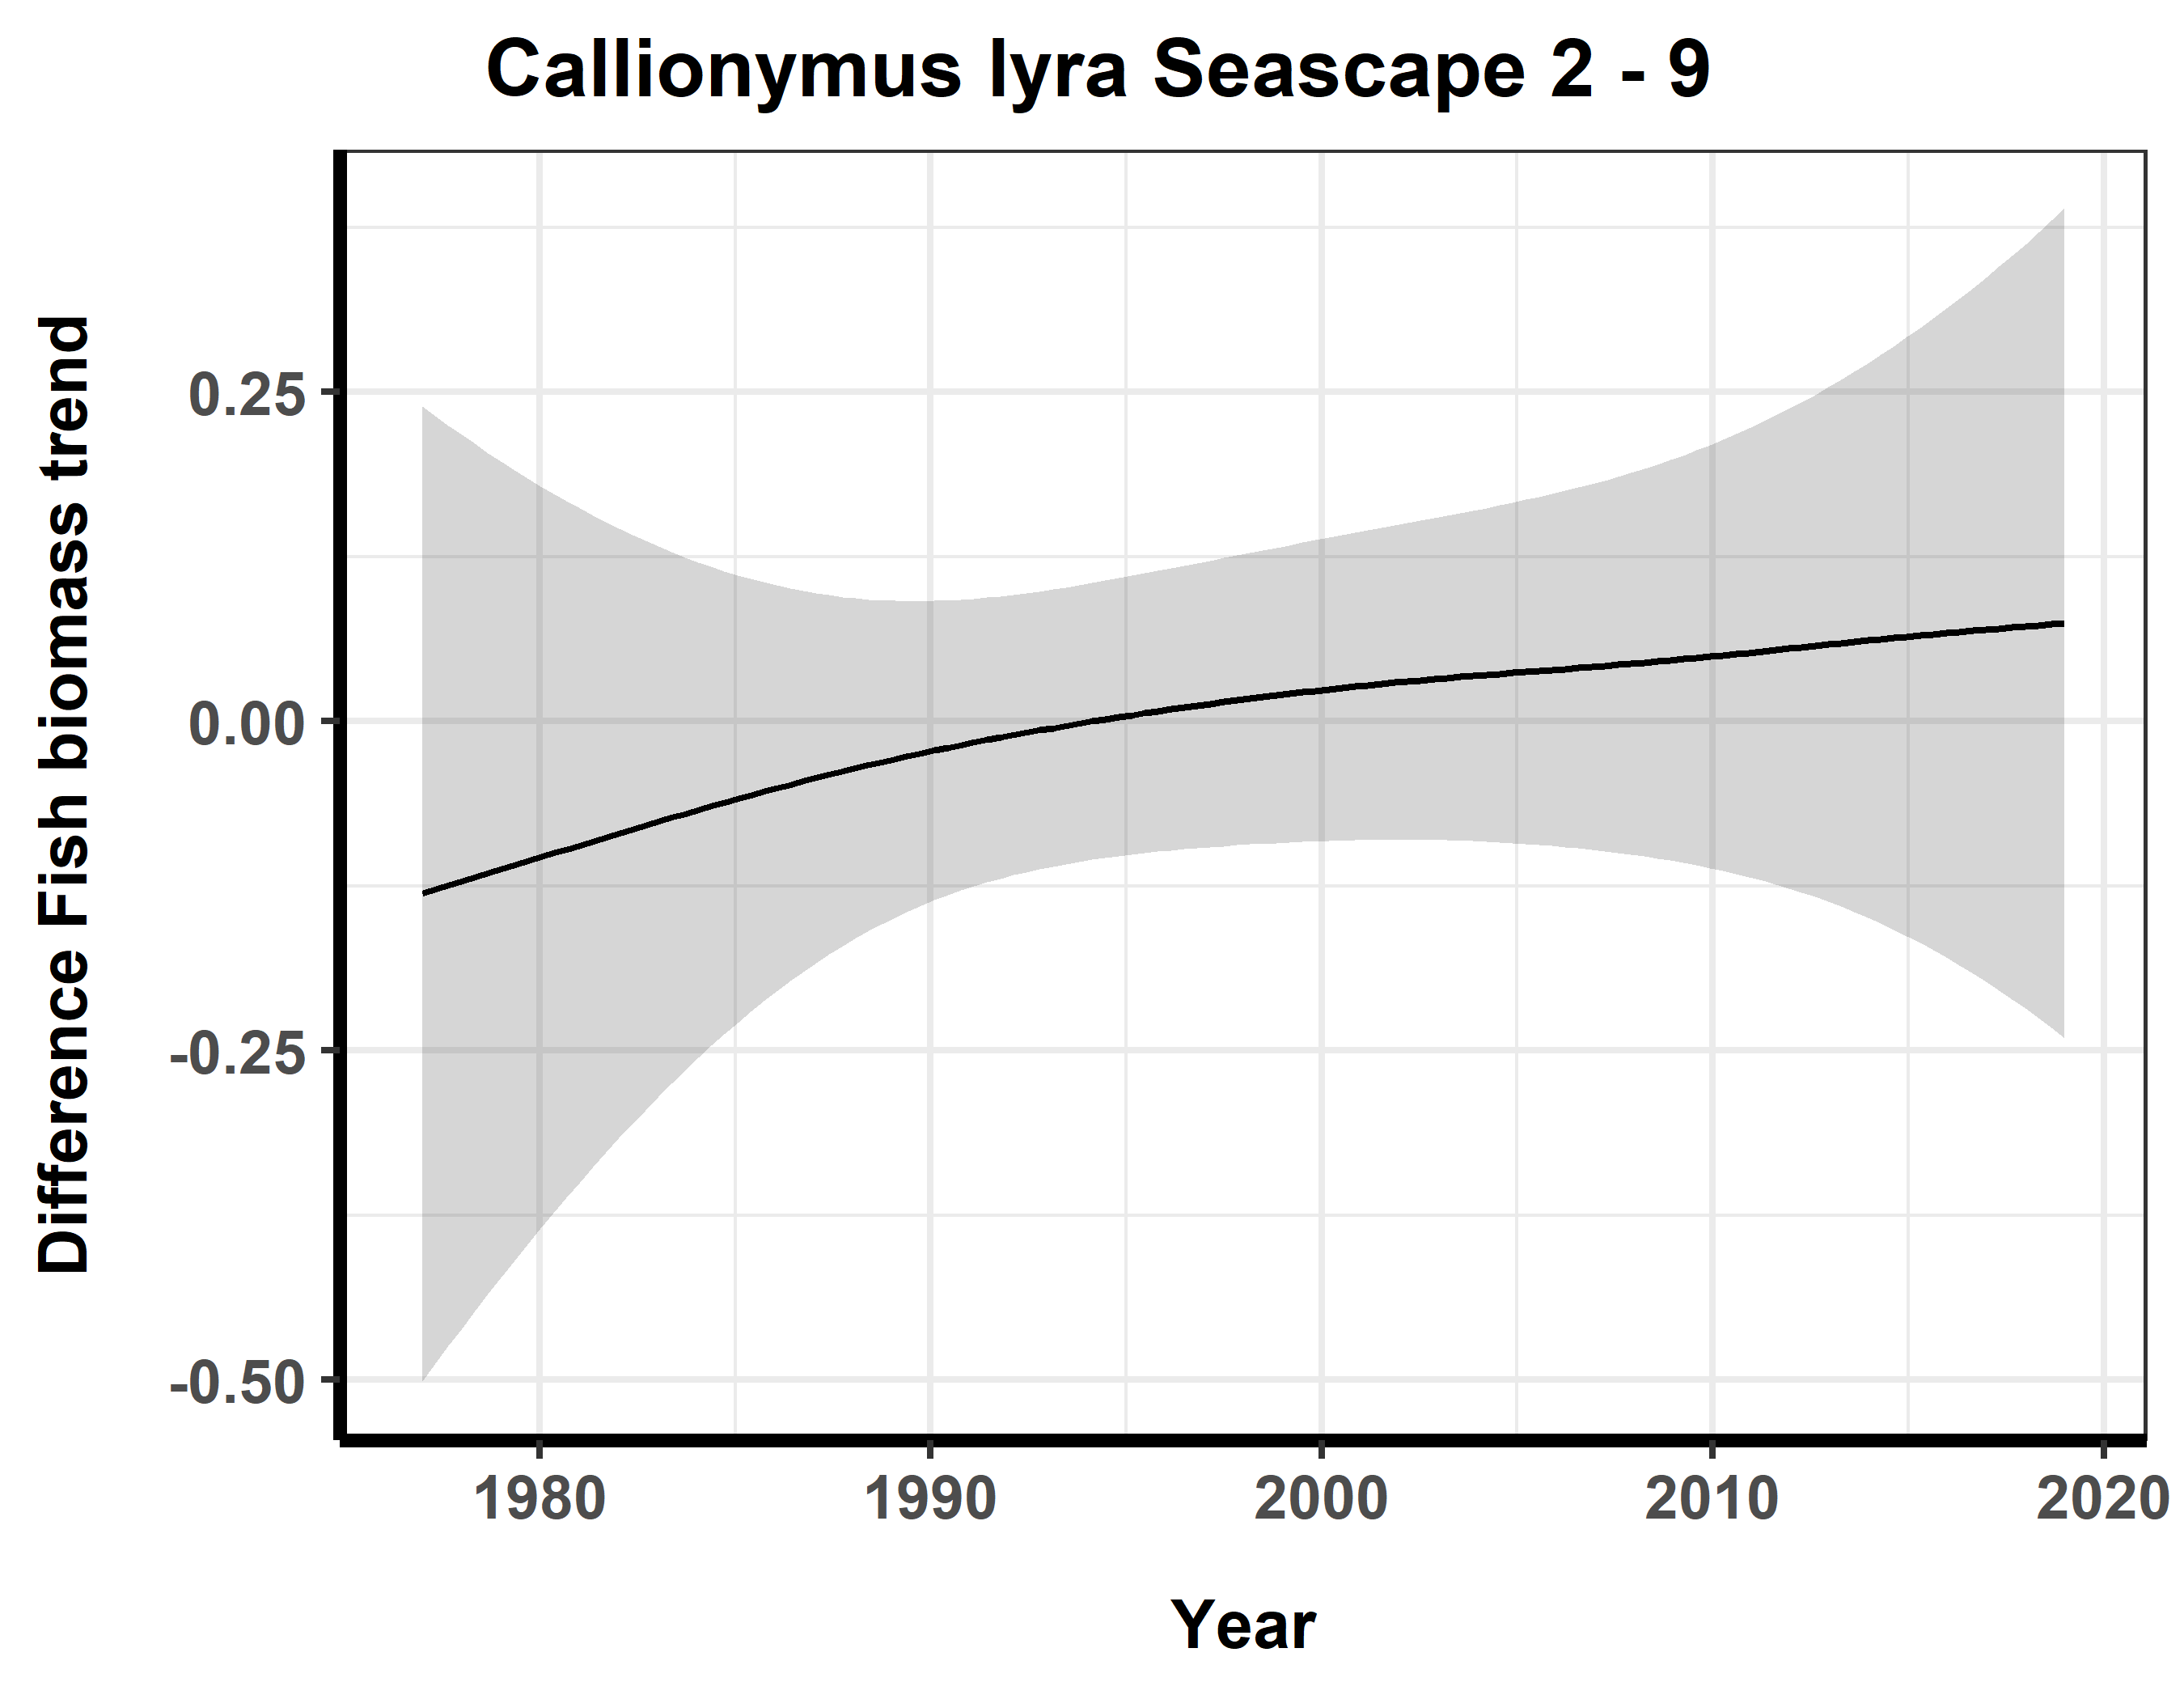 Callionymus lyra Seascape 2 - 9
Difference Fish biomass trend
0.25
0.00
-0.25
-0.50
1980 1990 2000 2010 2020
Year